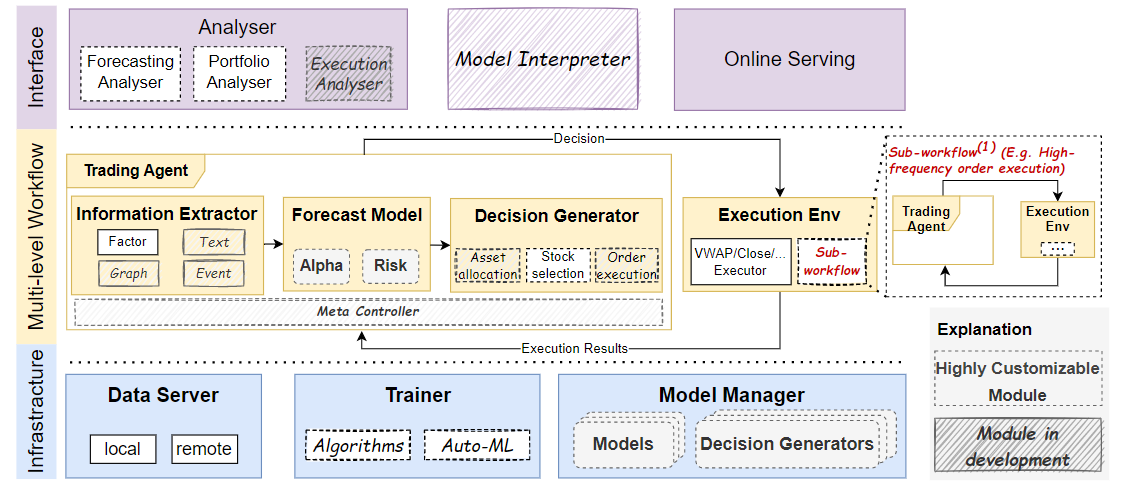 Interface
Analyser
Forecasting
Analyser
Portfolio
Analyser
Execution
Analyser
Model Interpreter
Online Serving
Multi-level Workflow
Decision
Trading Agent
Information Extractor
Factor
Text
Graph
Event
Forecast Model
Alpha
Risk
Decision Generator
Asset
allocation
Stock
selection
Order
execution
Meta Controller
Execution Env
VWAP/Close/...
Executor
Sub-
workflow
Execution Results
Sub-workflow(1) (E.g. High-
frequency order execution)
Trading
Agent
Execution
Env
...
Infrastracture
Data Server
local
remote
Trainer
Algorithms
Auto-ML
Model Manager
Models
Decision Generators
Explanation
Highly Customizable
Module
Module in
development